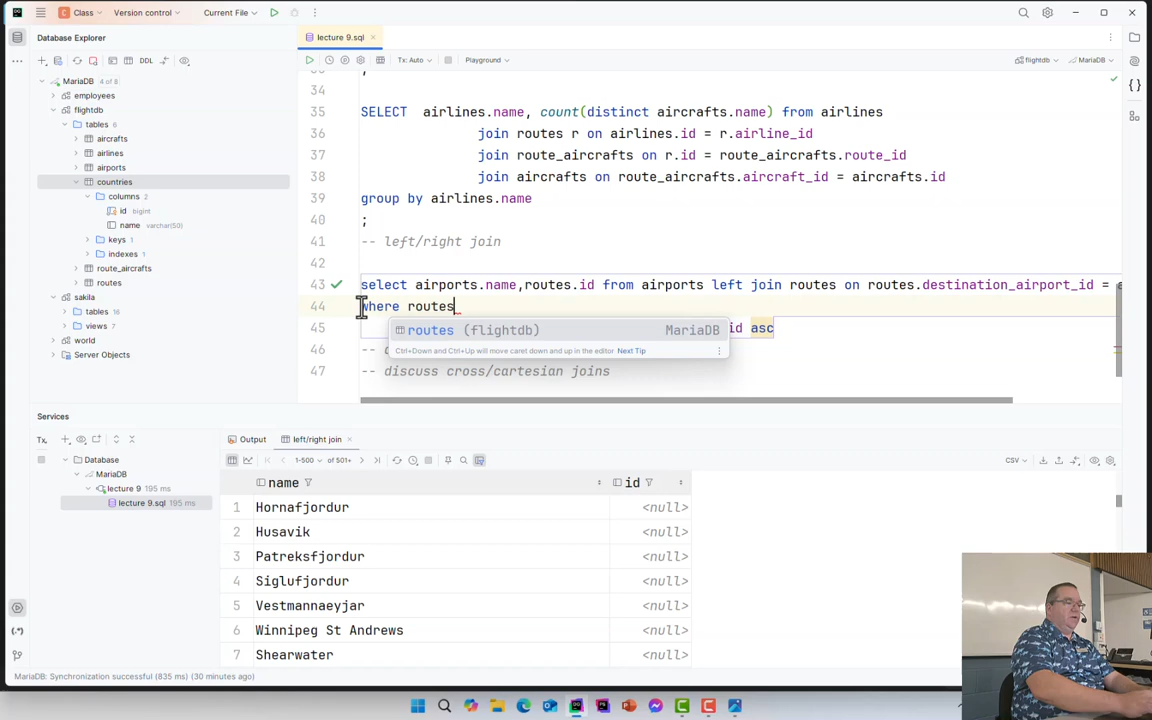 Class
Version control
Current File
Database Explorer
lecture 9.sql
DDL
Tx: Auto
Playground
flightdb
MariaDB
MariaDB 4 of 8
employees
flightdb
tables 6
aircrafts
airlines
airports
countries
columns 2
id bigint
name varchar(50)
keys 1
indexes 1
route_aircrafts
routes
sakila
tables 16
views 7
world
Server Objects
34
35 SELECT airlines.name, count(distinct aircrafts.name) from airlines
36 join routes r on airlines.id = r.airline_id
37 join route_aircrafts on r.id = route_aircrafts.route_id
38 join aircrafts on route_aircrafts.aircraft_id = aircrafts.id
39 group by airlines.name
40 ;
41 -- left/right join
42
43 select airports.name,routes.id from airports left join routes on routes.destination_airport_id =
44 where routes
45 id asc
routes (flightdb) MariaDB
Ctrl+Down and Ctrl+Up will move caret down and up in the editor Next Tip
46 --
47 -- discuss cross/cartesian joins
Services
Tx
Output
left/right join
Database
MariaDB
lecture 9 195 ms
lecture 9.sql 195 ms
1-500 of 501+
CSV
name id
1 Hornafjordur <null>
2 Husavik <null>
3 Patreksfjordur <null>
4 Siglufjordur <null>
5 Vestmannaeyjar <null>
6 Winnipeg St Andrews <null>
7 Shearwater <null>
MariaDB: Synchronization successful (835 ms) (30 minutes ago)